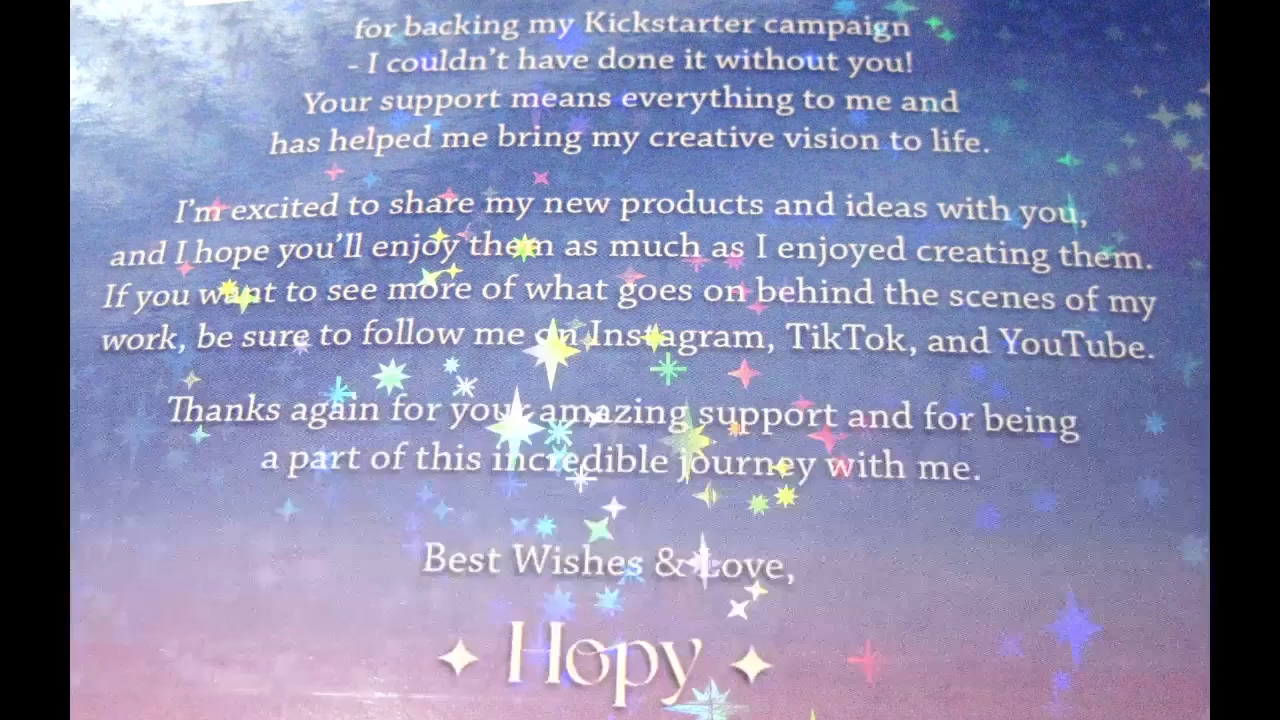 for backing my Kickstarter campaign
- I couldn't have done it without you!
Your support means everything to me and
has helped me bring my creative vision to life.
I'm excited to share my new products and ideas with you,
and I hope you'll enjoy them as much as I enjoyed creating them.
If you want to see more of what goes on behind the scenes of my
work, be sure to follow me on Instagram, TikTok, and YouTube.
Thanks again for your amazing support and for being
a part of this incredible journey with me.
Best Wishes & Love,
Hopy